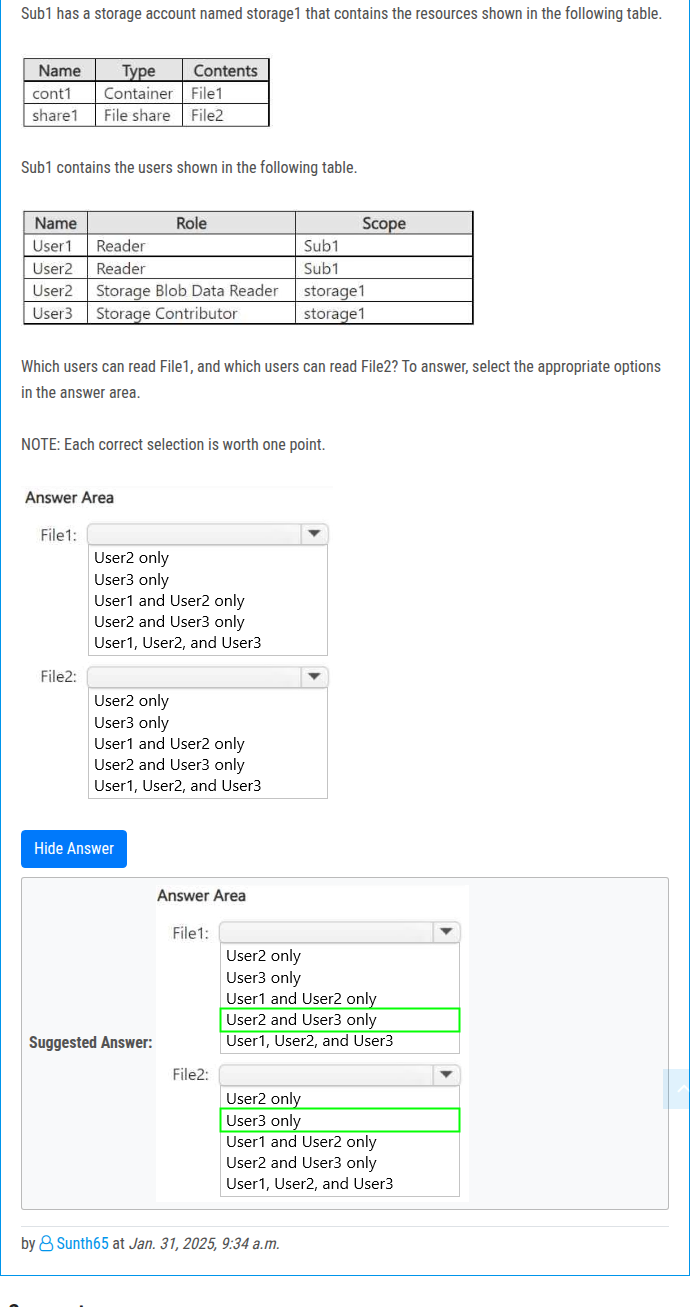 Sub1 has a storage account named storage1 that contains the resources shown in the following table.
Name Type Contents
cont1 Container File1
share1 File share File2
Sub1 contains the users shown in the following table.
Name Role Scope
User1 Reader Sub1
User2 Reader Sub1
User2 Storage Blob Data Reader storage1
User3 Storage Contributor storage1
Which users can read File1, and which users can read File2? To answer, select the appropriate options
in the answer area.
NOTE: Each correct selection is worth one point.
Answer Area
File1:
User2 only
User3 only
User1 and User2 only
User2 and User3 only
User1, User2, and User3
File2:
User2 only
User3 only
User1 and User2 only
User2 and User3 only
User1, User2, and User3
Hide Answer
Answer Area
File1:
User2 only
User3 only
User1 and User2 only
User2 and User3 only
User1, User2, and User3
Suggested Answer:
File2:
User2 only
User3 only
User1 and User2 only
User2 and User3 only
User1, User2, and User3
by Sunth65 at Jan. 31, 2025, 9:34 a.m.